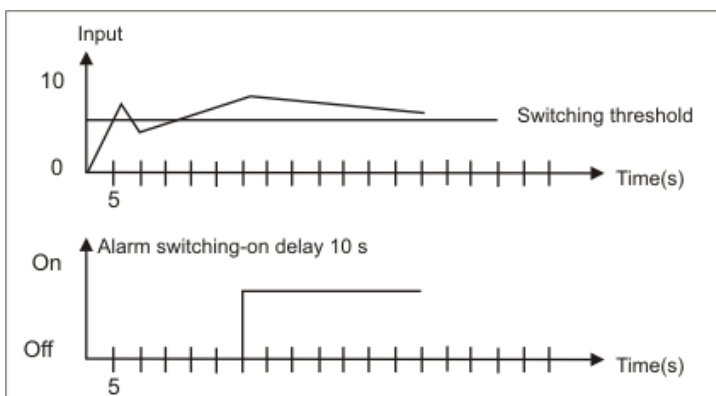 Input
10
Switching threshold
0
Time(s)
5
Alarm switching-on delay 10 s
On
Off
Time(s)
5